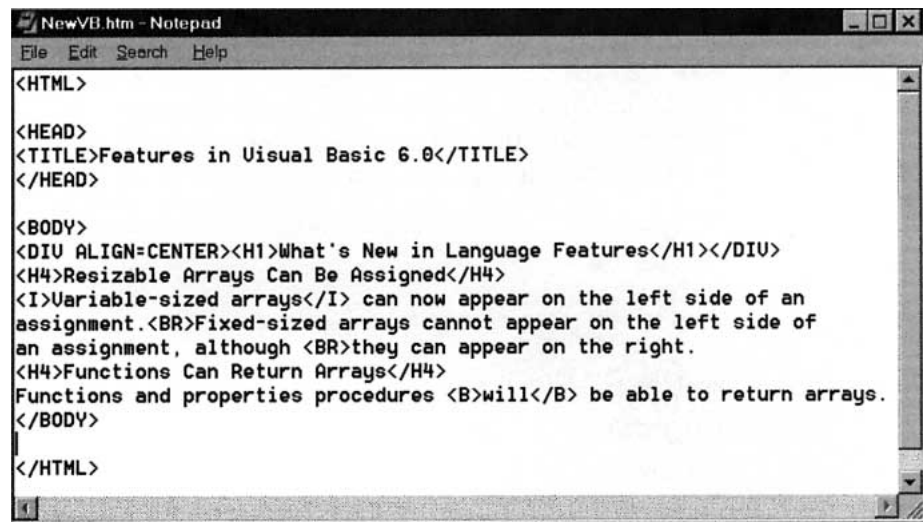 NewVB.htm - Notepad
File Edit Search Help
<HTML>
<HEAD>
<TITLE>Features in Visual Basic 6.0</TITLE>
</HEAD>
<BODY>
<DIV ALIGN=CENTER><H1>What's New in Language Features</H1></DIV>
<H4>Resizable Arrays Can Be Assigned</H4>
<I>Variable-sized arrays</I> can now appear on the left side of an
assignment.<BR>Fixed-sized arrays cannot appear on the left side of
an assignment, although <BR>they can appear on the right.
<H4>Functions Can Return Arrays</H4>
Functions and properties procedures <B>will</B> be able to return arrays.
</BODY>
</HTML>